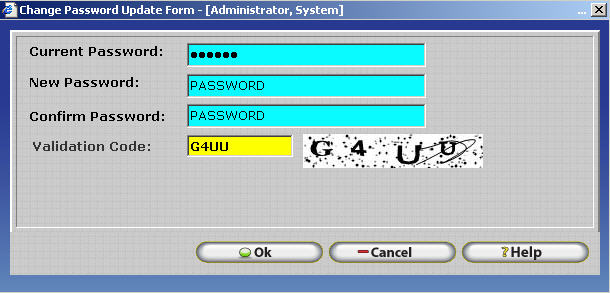 Change Password Update Form - [Administrator, System]
Current Password: ●●●●●●
New Password: PASSWORD
Confirm Password: PASSWORD
Validation Code: G4UU G 4 U U
Ok Cancel ?Help